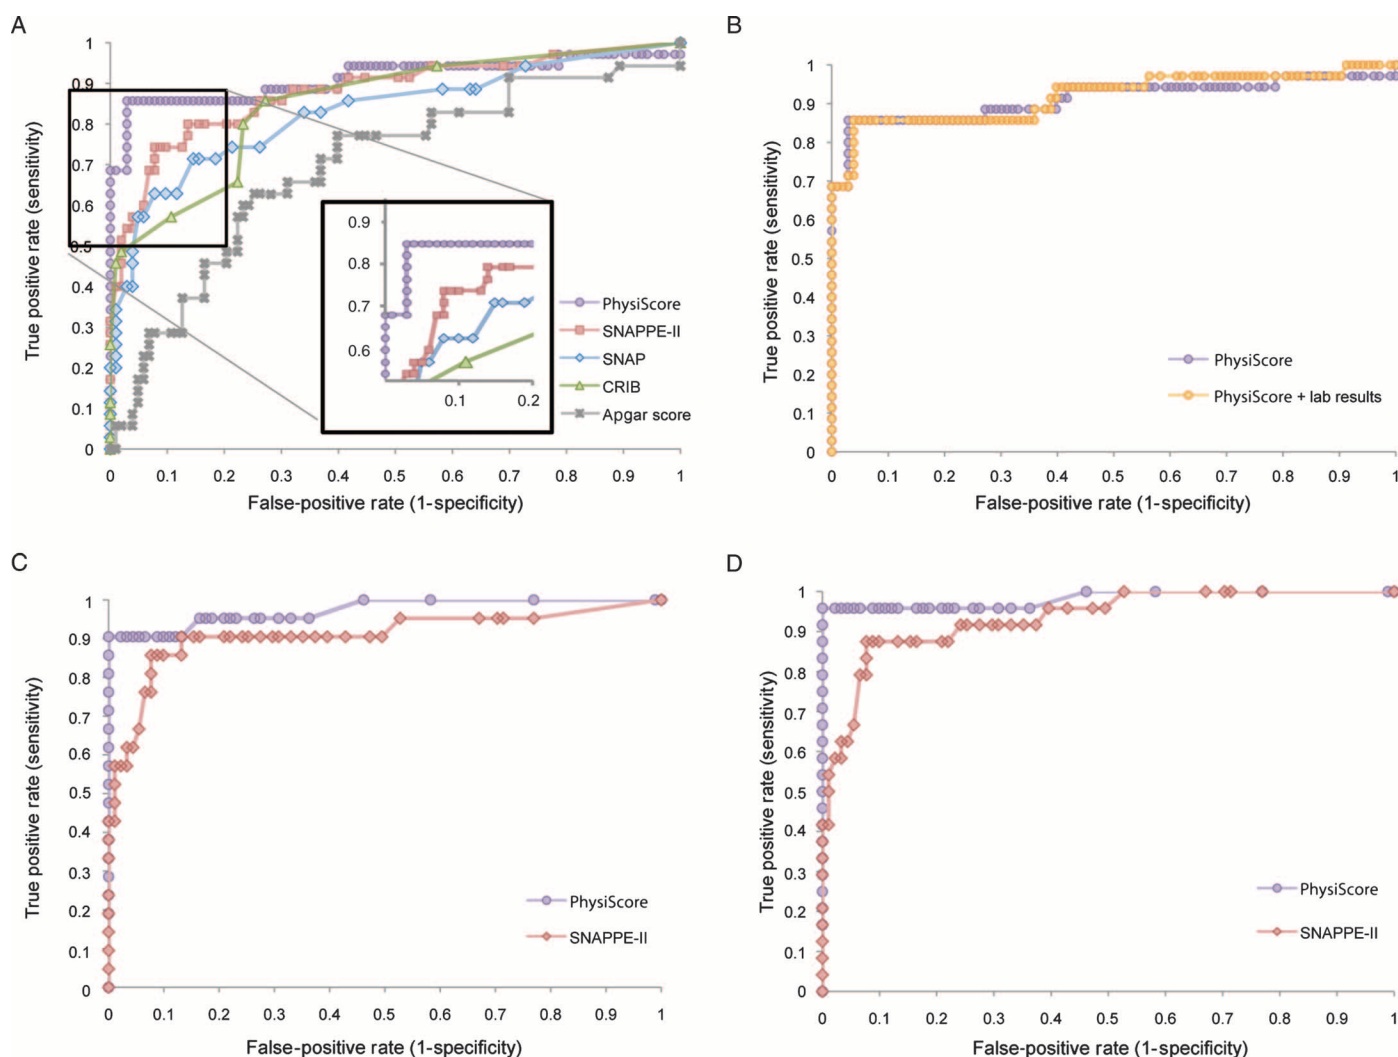 A
True positive rate (sensitivity)
1
0.9
0.8
0.7
0.6
0.5
0.4
0.3
0.2
0.1
0
0 0.1 0.2 0.3 0.4 0.5 0.6 0.7 0.8 0.9 1
False-positive rate (1-specificity)
0.9
0.8
0.7
0.6
0.1 0.2
PhysiScore
SNAPPE-II
SNAP
CRIB
Apgar score
B
True positive rate (sensitivity)
1
0.9
0.8
0.7
0.6
0.5
0.4
0.3
0.2
0.1
0
0 0.1 0.2 0.3 0.4 0.5 0.6 0.7 0.8 0.9 1
False-positive rate (1-specificity)
PhysiScore
PhysiScore + lab results
C
True positive rate (sensitivity)
1
0.9
0.8
0.7
0.6
0.5
0.4
0.3
0.2
0.1
0
0 0.1 0.2 0.3 0.4 0.5 0.6 0.7 0.8 0.9 1
False-positive rate (1-specificity)
PhysiScore
SNAPPE-II
D
True positive rate (sensitivity)
1
0.9
0.8
0.7
0.6
0.5
0.4
0.3
0.2
0.1
0
0 0.1 0.2 0.3 0.4 0.5 0.6 0.7 0.8 0.9 1
False-positive rate (1-specificity)
PhysiScore
SNAPPE-II